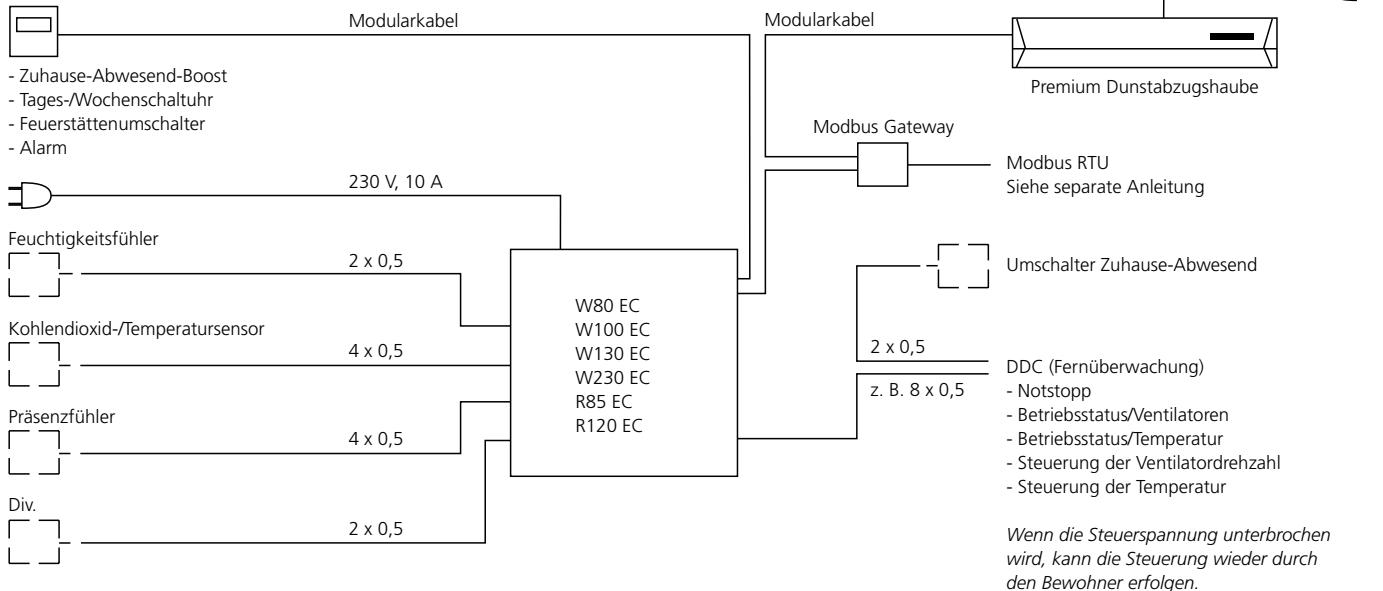 Modularkabel
Modularkabel
- Zuhause-Abwesend-Boost
- Tages-/Wochenschaltuhr
- Feuerstättenumschalter
- Alarm
Premium Dunstabzugshaube
Modbus Gateway
Modbus RTU
Siehe separate Anleitung
230 V, 10 A
Feuchtigkeitsfühler
2 x 0,5
Umschalter Zuhause-Abwesend
Kohlendioxid-/Temperatursensor
4 x 0,5
W80 EC
W100 EC
W130 EC
W230 EC
R85 EC
R120 EC
2 x 0,5
z. B. 8 x 0,5
DDC (Fernüberwachung)
- Notstopp
- Betriebsstatus/Ventilatoren
- Betriebsstatus/Temperatur
- Steuerung der Ventilatordrehzahl
- Steuerung der Temperatur
Präsenzfühler
4 x 0,5
Div.
2 x 0,5
Wenn die Steuerspannung unterbrochen
wird, kann die Steuerung wieder durch
den Bewohner erfolgen.